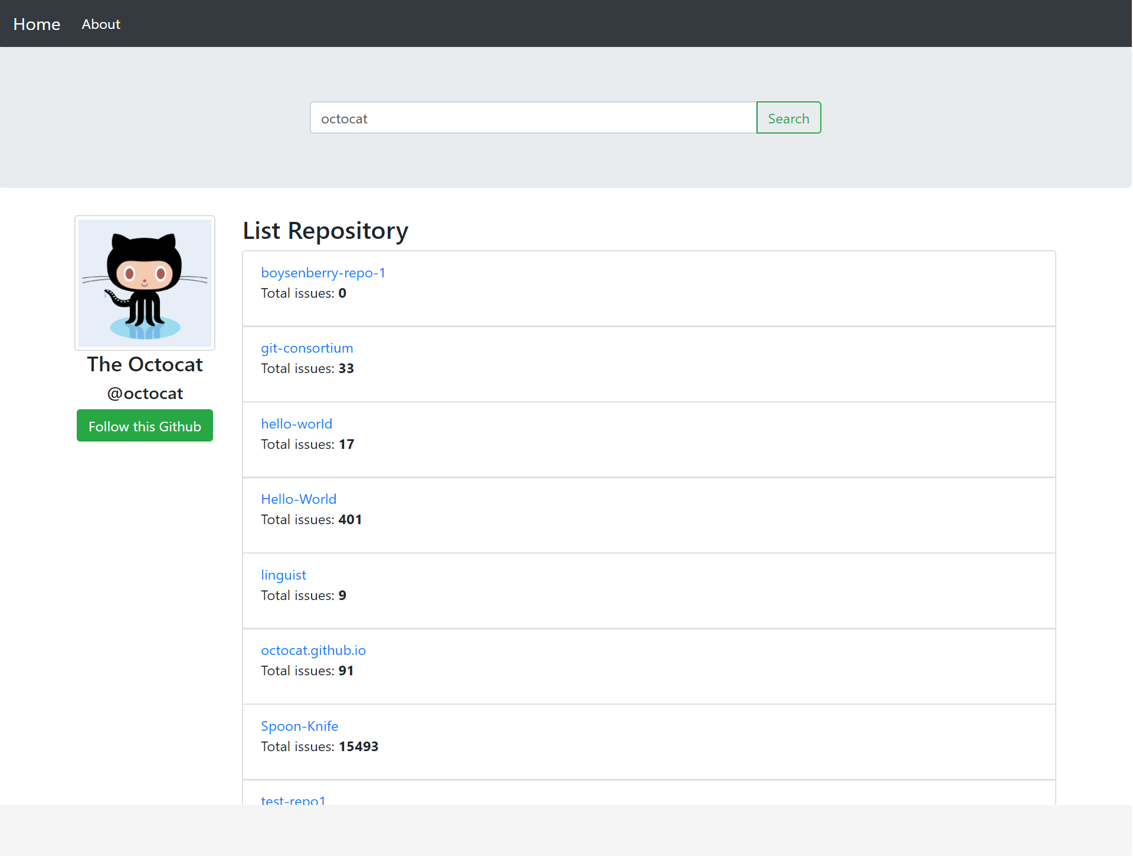 Home About
octocat Search
The Octocat
@octocat
Follow this Github
List Repository
boysenberry-repo-1
Total issues: 0
git-consortium
Total issues: 33
hello-world
Total issues: 17
Hello-World
Total issues: 401
linguist
Total issues: 9
octocat.github.io
Total issues: 91
Spoon-Knife
Total issues: 15493
test-repo1